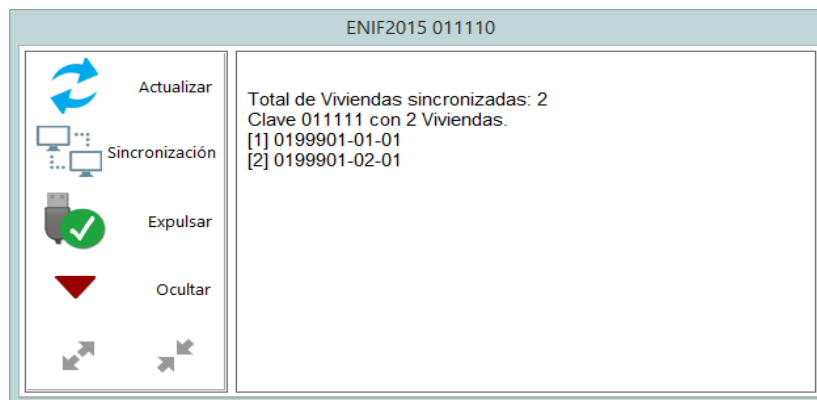 ENIF2015 011110
Actualizar
Sincronización
Expulsar
Ocultar
Total de Viviendas sincronizadas: 2
Clave 011111 con 2 Viviendas.
[1] 0199901-01-01
[2] 0199901-02-01